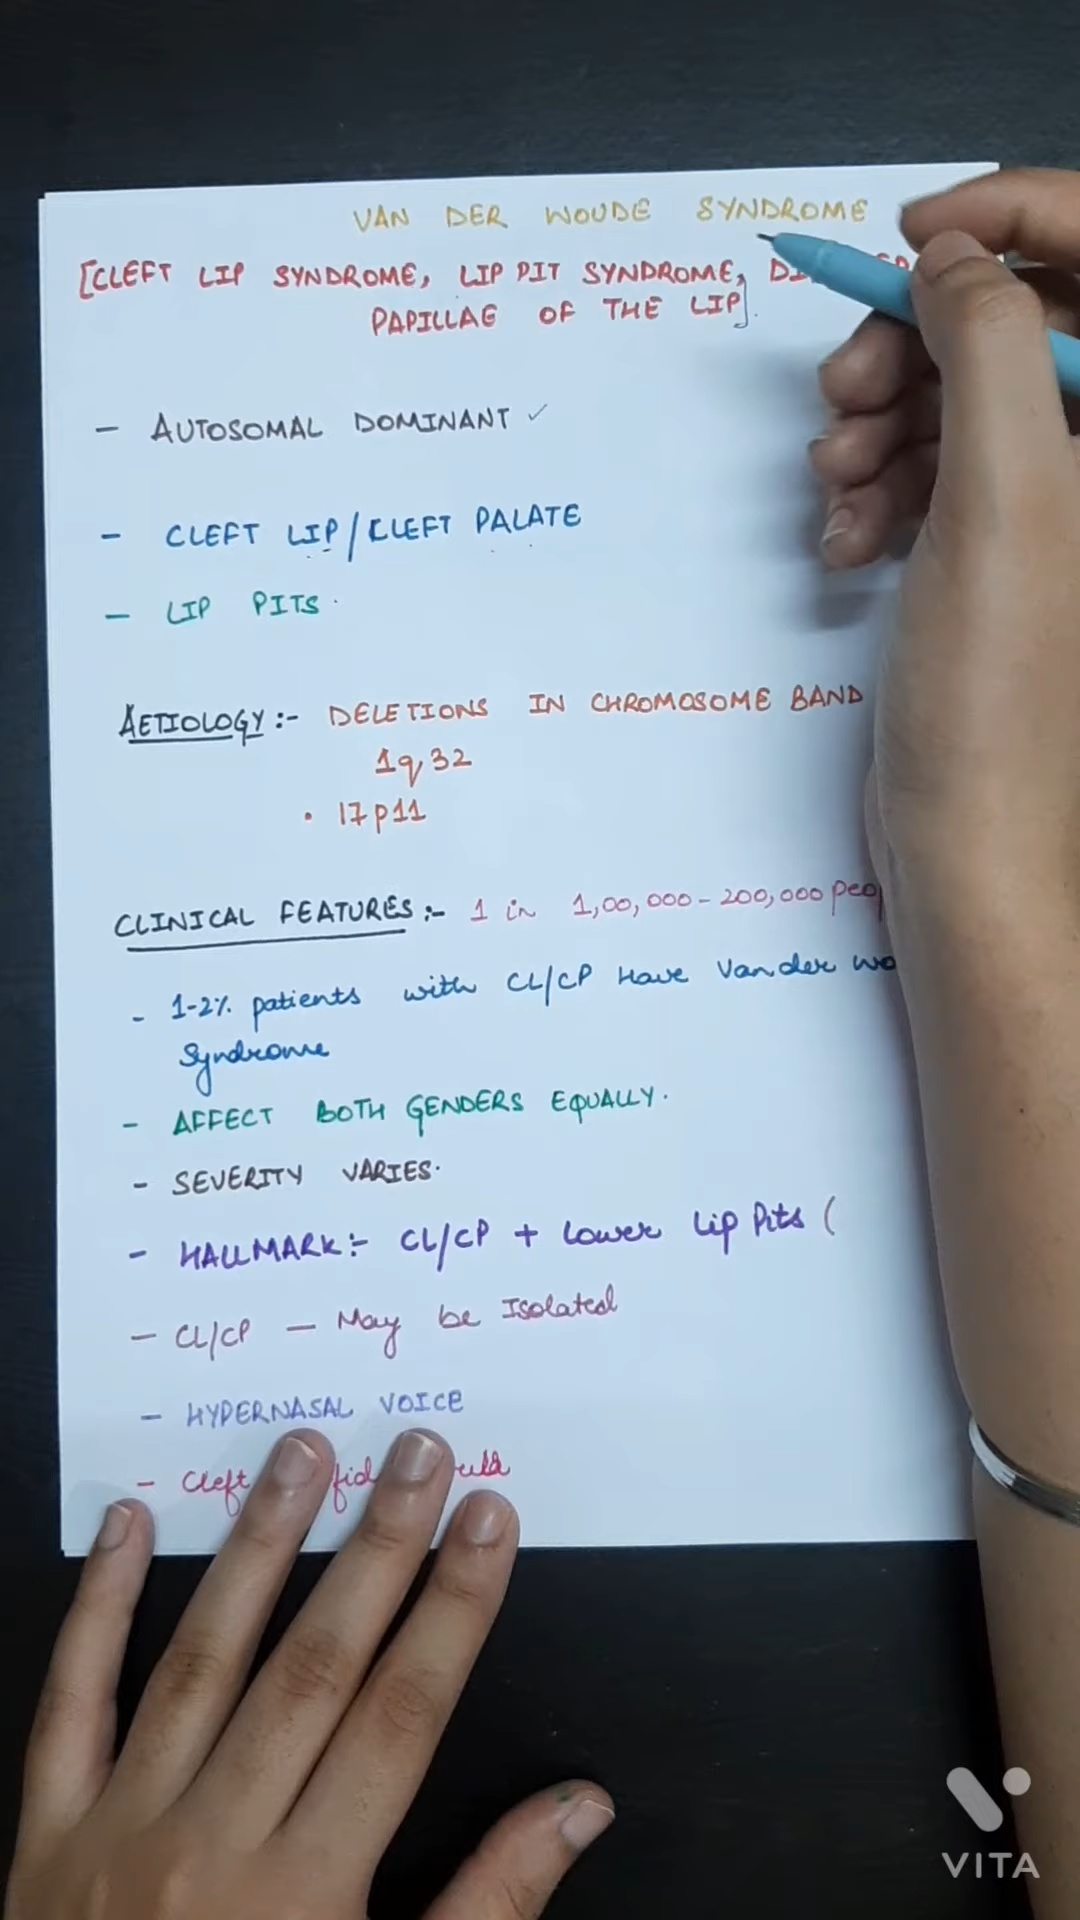 VAN DER WOUDE SYNDROME
[CLEFT LIP SYNDROME, LIP PIT SYNDROME,
PAPILLAE OF THE LIP].
- AUTOSOMAL DOMINANT ✓
- CLEFT LIP/CLEFT PALATE
- LIP PITS.
AETIOLOGY:- DELETIONS IN CHROMOSOME BAND
1q32
• 17p11
CLINICAL FEATURES:- 1 in 1,00,000-200,000
- 1-2% patients with CL/CP Have Vander
Syndrome
- AFFECT BOTH GENDERS EQUALLY.
- SEVERITY VARIES.
- HALLMARK:- CL/CP + Lower Lip Pits (
- CL/CP - May be Isolated
- HYPERNASAL VOICE
- Cleft
VITA